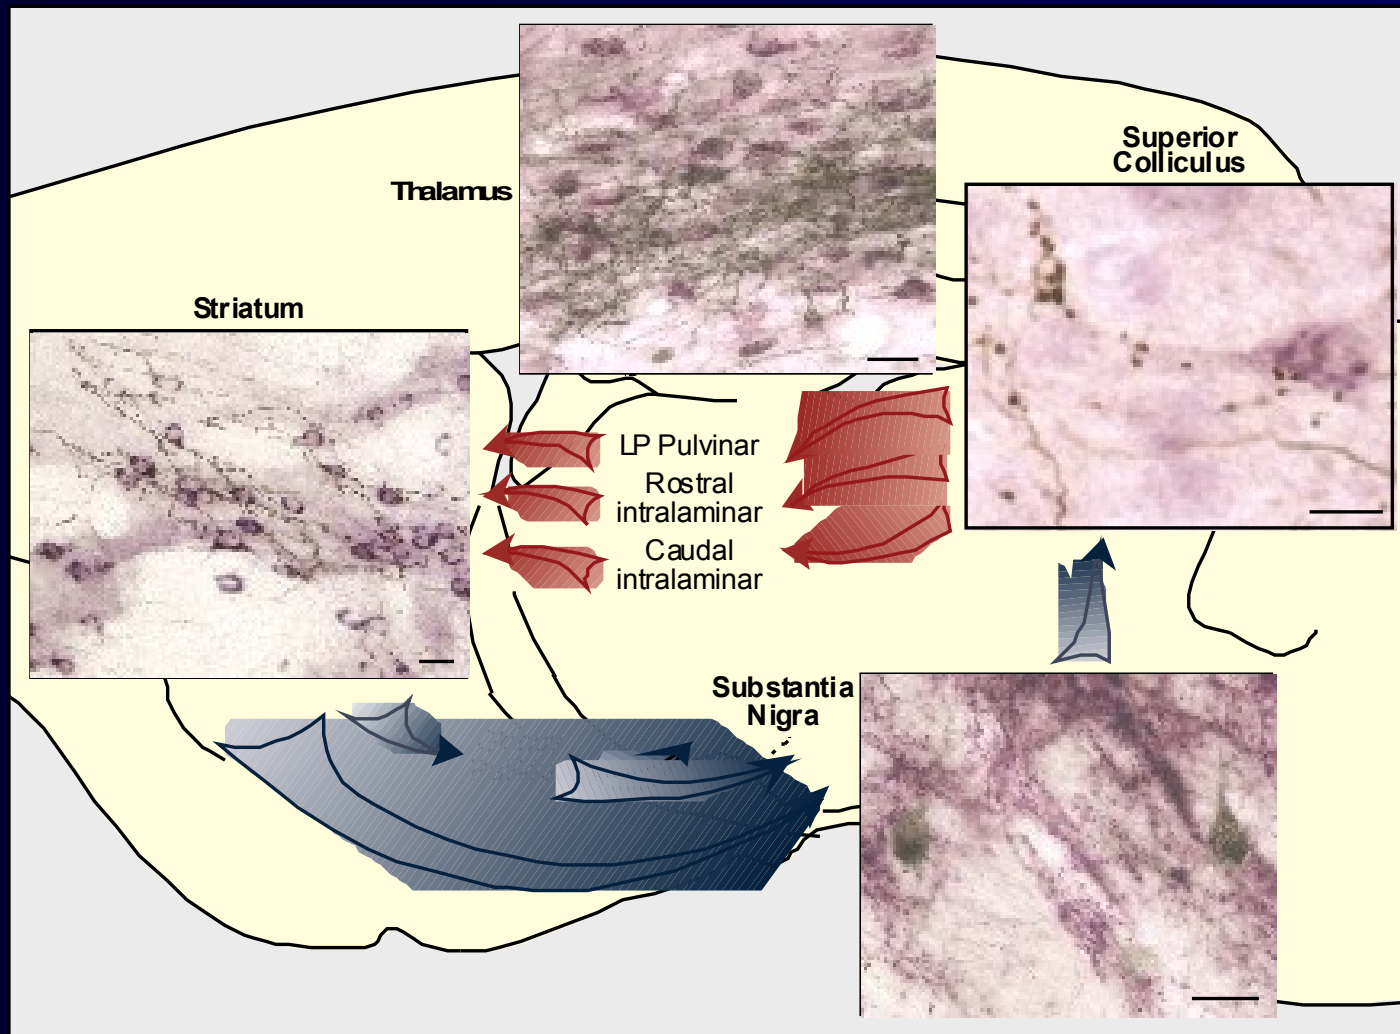 Thalamus
Superior
Colliculus
Striatum
LP Pulvinar
Rostral
intralaminar
Caudal
intralaminar
Substantia
Nigra